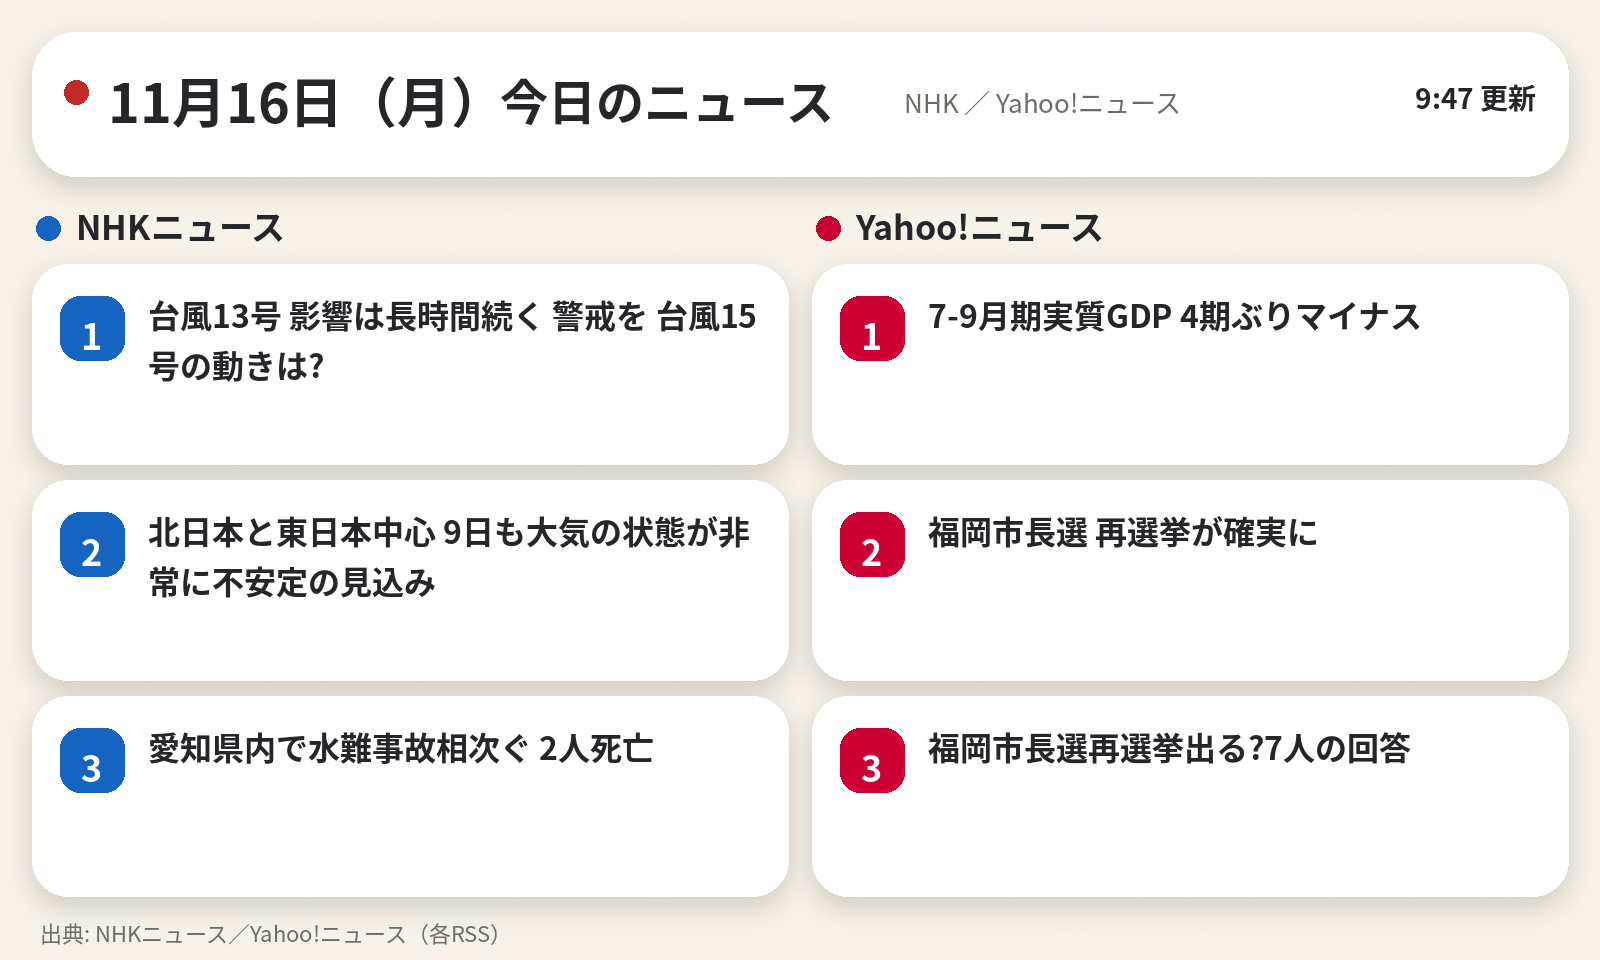 11月16日（月）今日のニュース
NHK ／ Yahoo!ニュース
9:47 更新
NHKニュース
1
台風13号 影響は長時間続く 警戒を 台風15
号の動きは?
2
北日本と東日本中心 9日も大気の状態が非
常に不安定の見込み
3
愛知県内で水難事故相次ぐ 2人死亡
Yahoo!ニュース
1
7-9月期実質GDP 4期ぶりマイナス
2
福岡市長選 再選挙が確実に
3
福岡市長選再選挙出る?7人の回答
出典: NHKニュース／Yahoo!ニュース（各RSS）